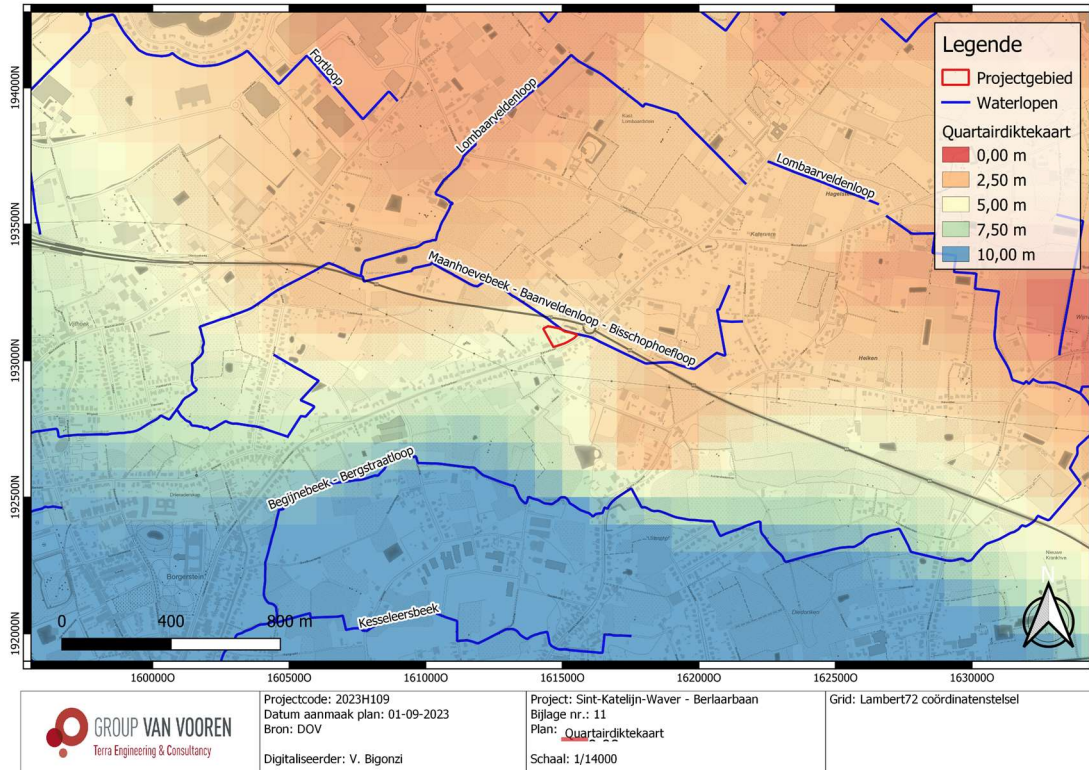 Legende
Projectgebied
Waterlopen
Quartairdiktekaart
0,00 m
2,50 m
5,00 m
7,50 m
10,00 m
Fortloop
Lombaarveldenloop
Lombaarveldenloop
Maanhoevebeek - Baanveldenloop - Bisschophoefloop
Begijnebeek - Bergstraatloop
Kesseleersbeek
Borgerstein
Heiken
N
194000N
193500N
193000N
192500N
192000N
0 400 800 m
1600000 1605000 1610000 1615000 1620000 1625000 1630000
GROUP VAN VOOREN
Terra Engineering & Consultancy
Projectcode: 2023H109
Datum aanmaak plan: 01-09-2023
Bron: DOV
Digitaliseerder: V. Bigonzi
Project: Sint-Katelijn-Waver - Berlaarbaan
Bijlage nr.: 11
Plan: Quartairdiktekaart
Schaal: 1/14000
Grid: Lambert72 coördinatenstelsel